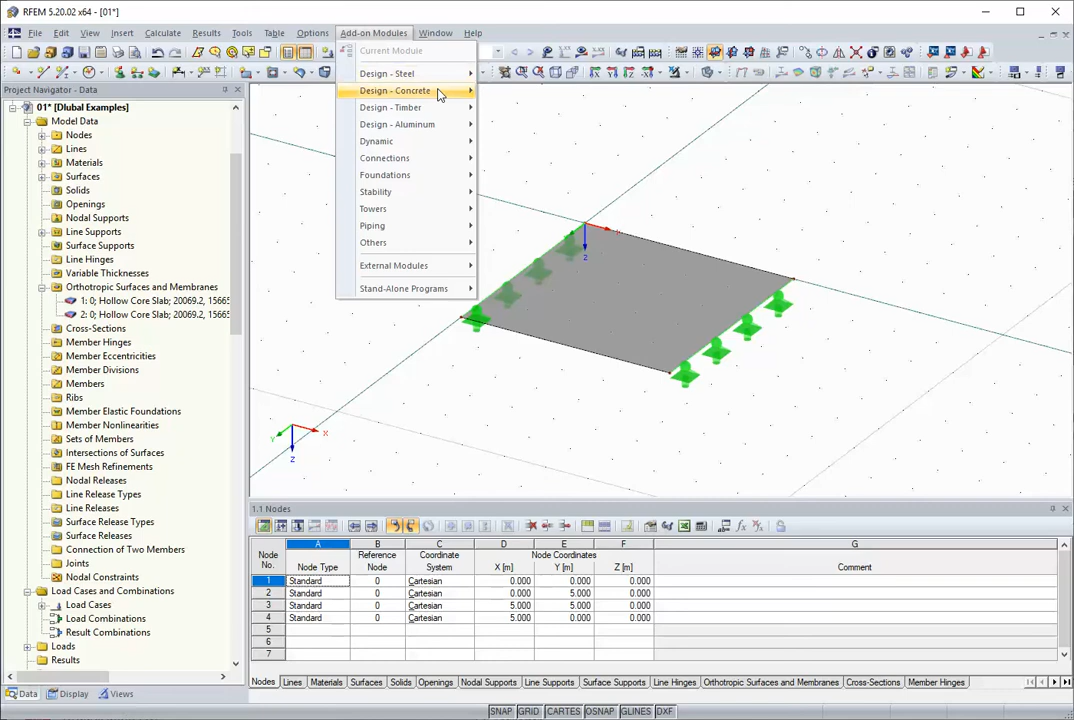 RFEM 5.20.02 x64 - [01*]
File Edit View Insert Calculate Results Tools Table Options Add-on Modules Window Help
Current Module
Design - Steel
Design - Concrete
Design - Timber
Design - Aluminum
Dynamic
Connections
Foundations
Stability
Towers
Piping
Others
External Modules
Stand-Alone Programs
Project Navigator - Data
01* [Dlubal Examples]
Model Data
Nodes
Lines
Materials
Surfaces
Solids
Openings
Nodal Supports
Line Supports
Surface Supports
Line Hinges
Variable Thicknesses
Orthotropic Surfaces and Membranes
1: 0; Hollow Core Slab; 20069.2, 15665
2: 0; Hollow Core Slab; 20069.2, 15665
Cross-Sections
Member Hinges
Member Eccentricities
Member Divisions
Members
Ribs
Member Elastic Foundations
Member Nonlinearities
Sets of Members
Intersections of Surfaces
FE Mesh Refinements
Nodal Releases
Line Release Types
Line Releases
Surface Release Types
Surface Releases
Connection of Two Members
Joints
Nodal Constraints
Load Cases and Combinations
Load Cases
Load Combinations
Result Combinations
Loads
Results
Data Display Views
Z
Y X
Z
1.1 Nodes
A B C D E F G
Node No. Node Type Reference Node Coordinate System Node Coordinates X [m] Y [m] Z [m] Comment
1 Standard 0 Cartesian 0.000 0.000 0.000
2 Standard 0 Cartesian 0.000 5.000 0.000
3 Standard 0 Cartesian 5.000 5.000 0.000
4 Standard 0 Cartesian 5.000 0.000 0.000
5
6
7
Nodes Lines Materials Surfaces Solids Openings Nodal Supports Line Supports Surface Supports Line Hinges Orthotropic Surfaces and Membranes Cross-Sections Member Hinges
SNAP GRID CARTES OSNAP GLINES DXF